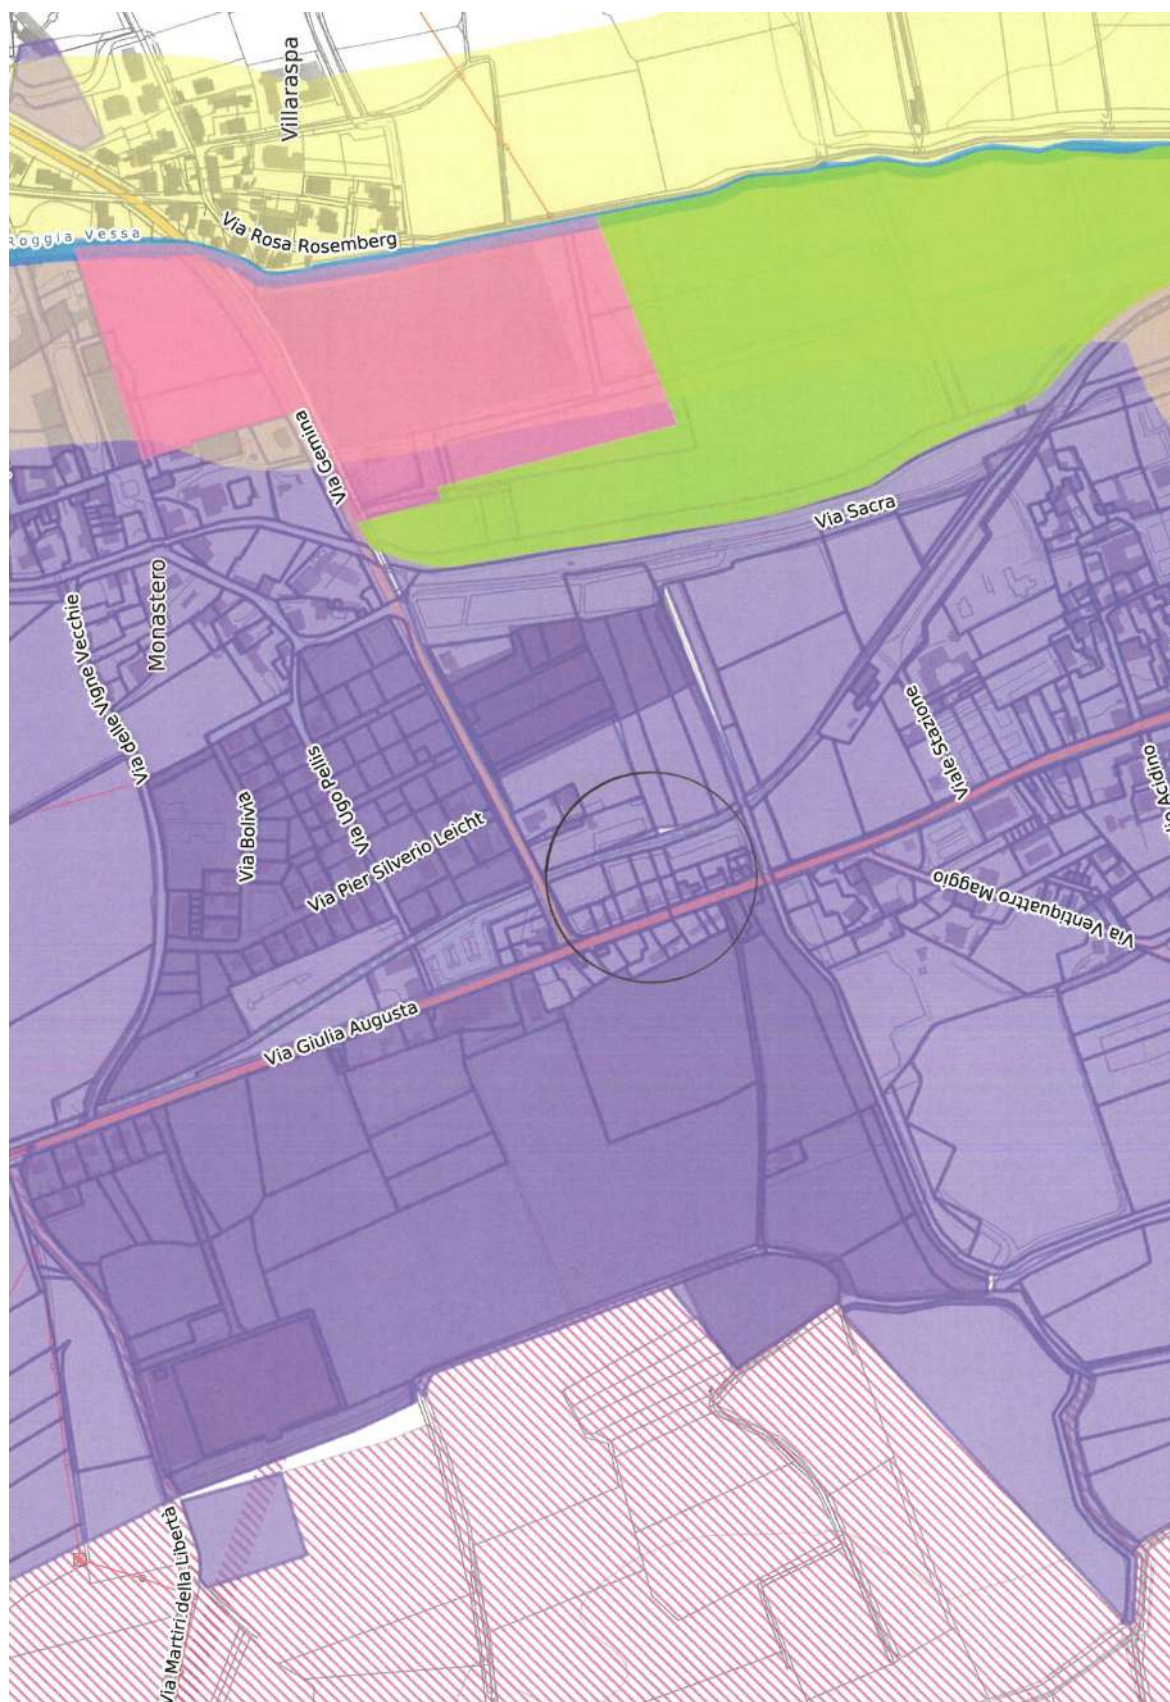 Villaraspa
Roggia Vessa
Via Rosa Rosemberg
Via Gemina
Via Sacra
Monastero
Via delle Vigne Vecchie
Via Ugo Pellis
Via Bolivia
Via Pier Silverio Leicht
Viale Stazione
Acidino
Via Ventiquattro Maggio
Via Giulia Augusta
Via Martiri della Libertà